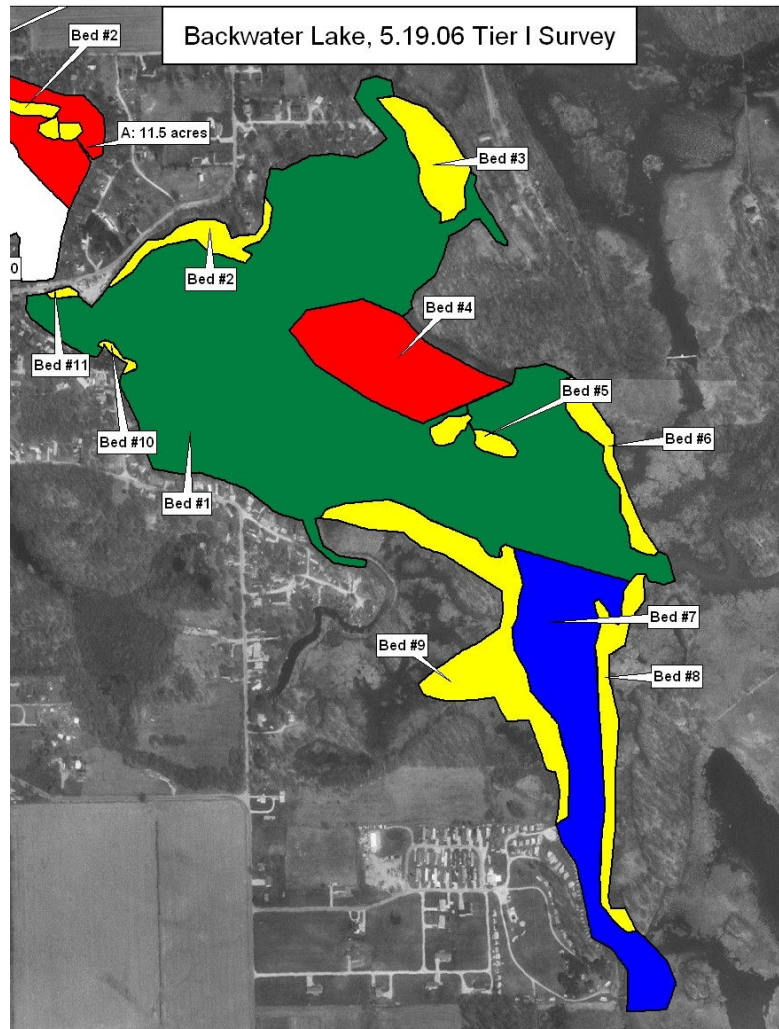 Backwater Lake, 5.19.06 Tier I Survey
Bed #2
A: 11.5 acres
Bed #3
0
Bed #2
Bed #4
Bed #11
Bed #5
Bed #10
Bed #6
Bed #1
Bed #7
Bed #9
Bed #8